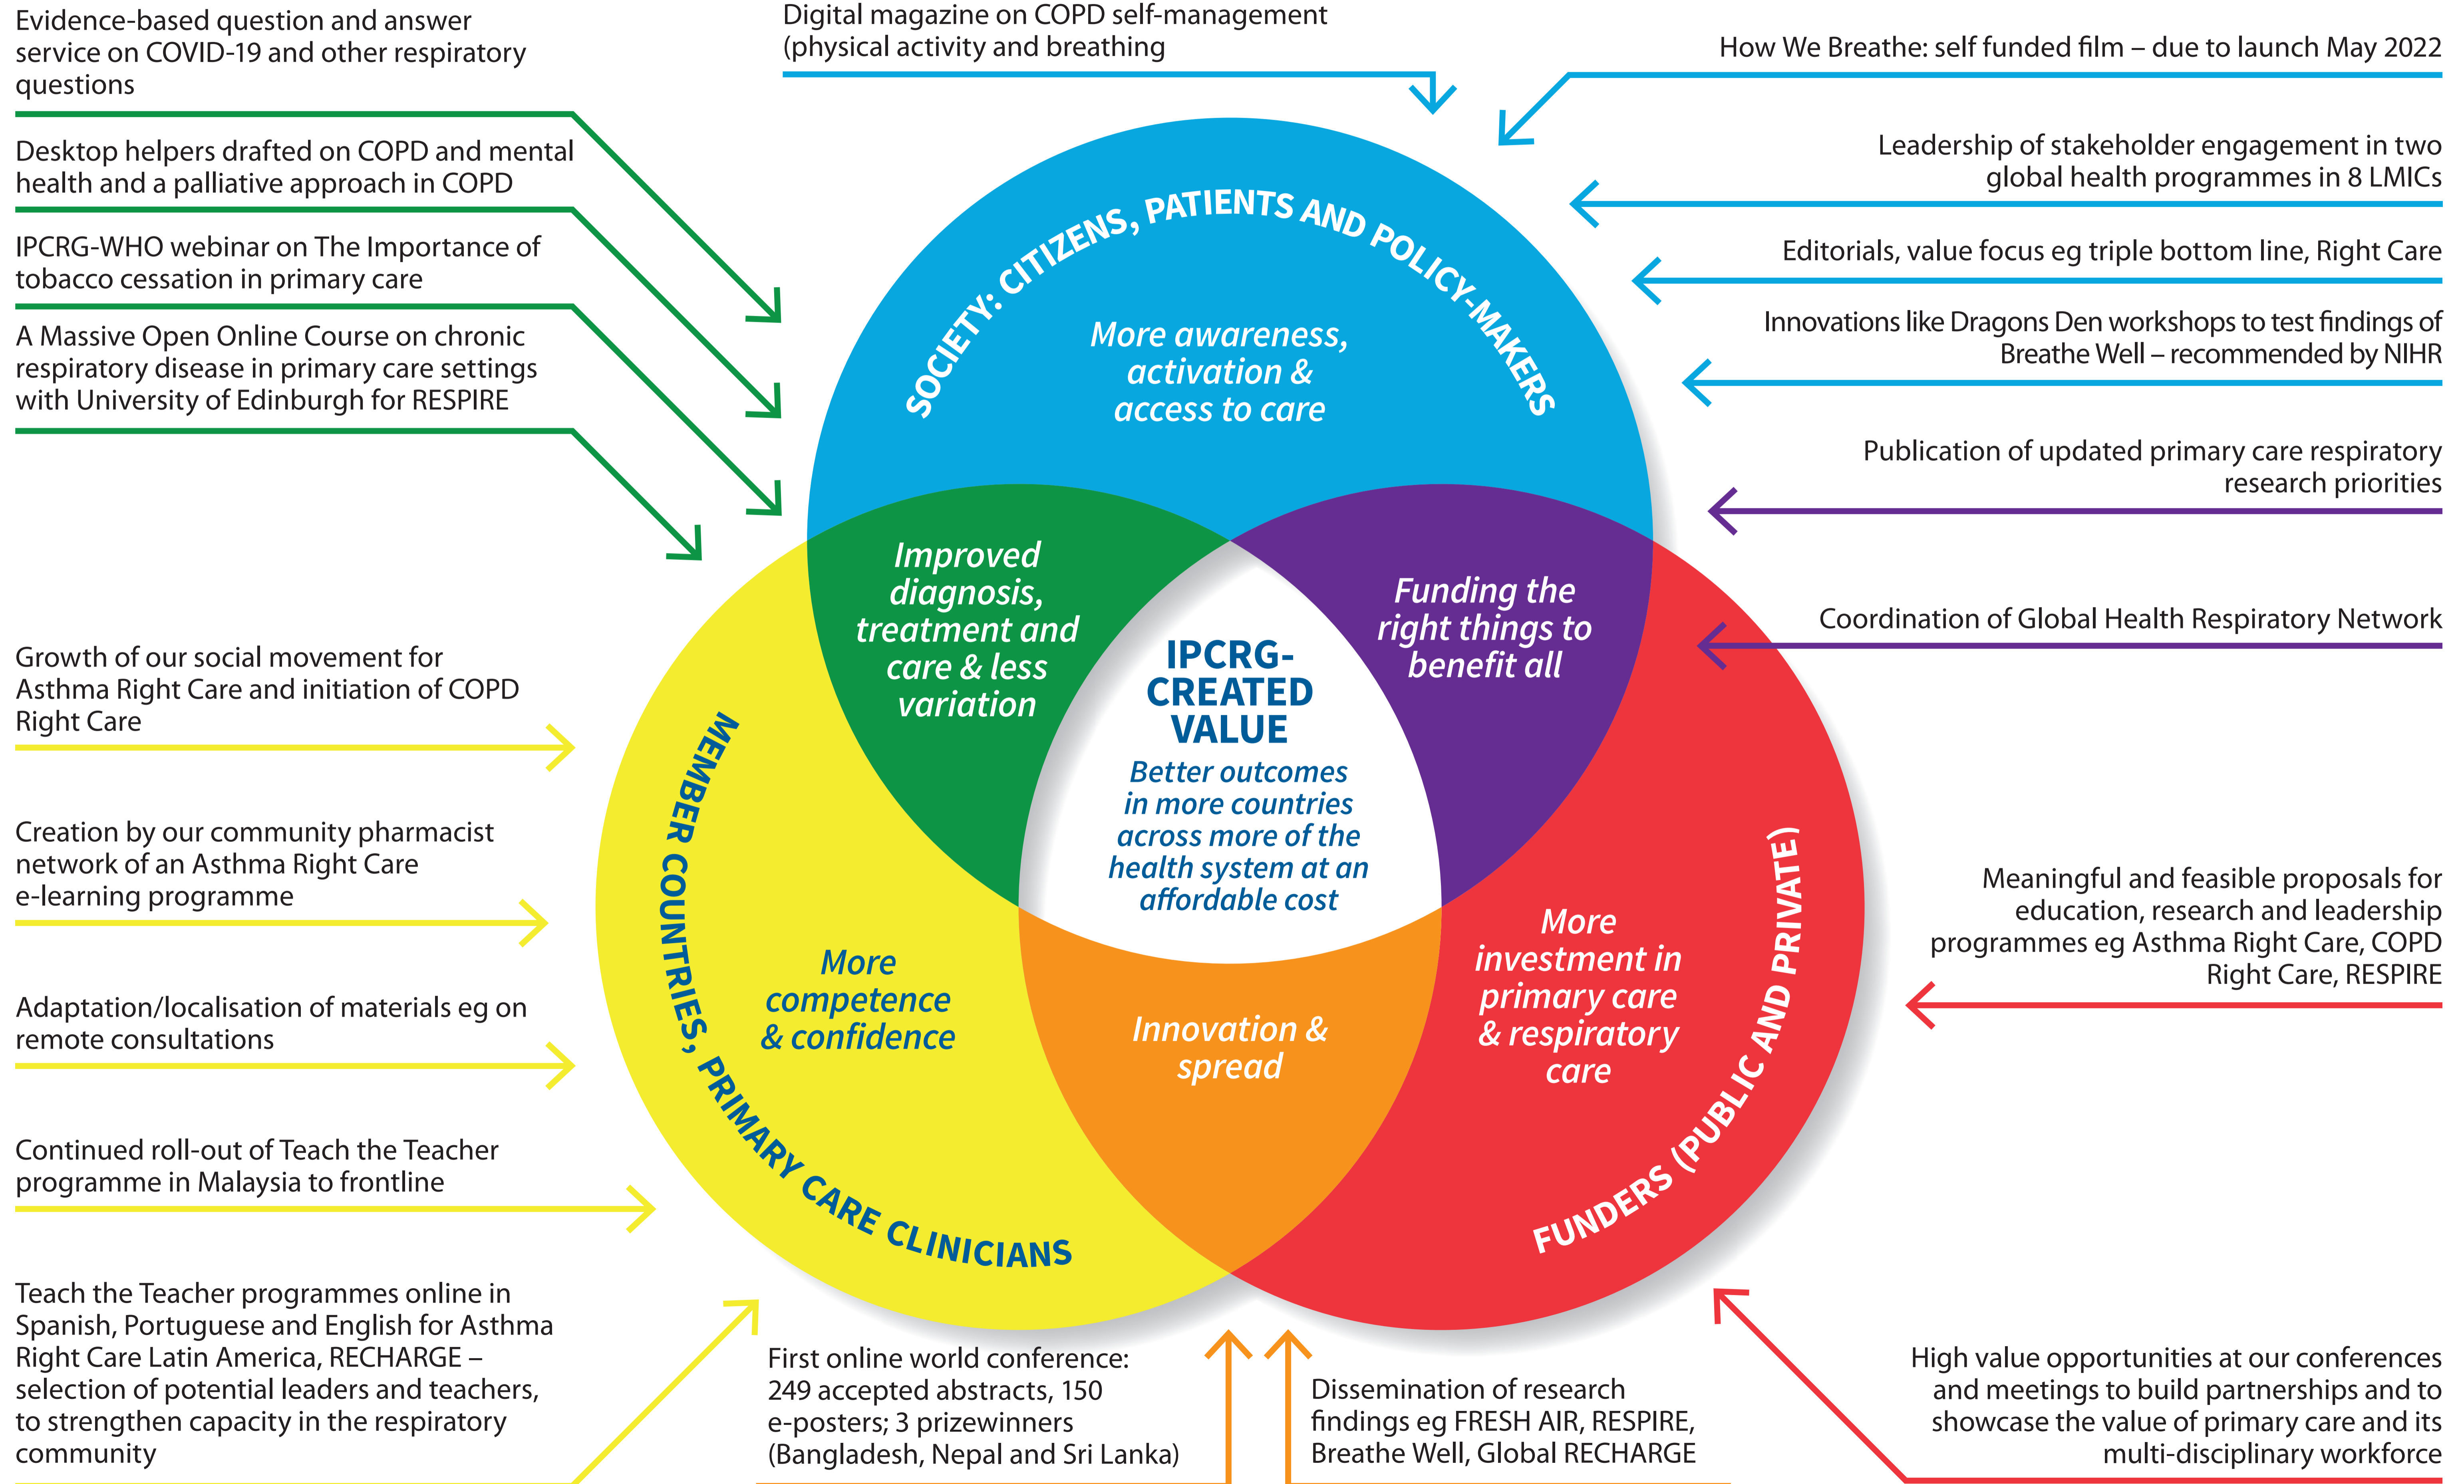 Evidence-based question and answer
service on COVID-19 and other respiratory
questions
Desktop helpers drafted on COPD and mental
health and a palliative approach in COPD
IPCRG-WHO webinar on The Importance of
tobacco cessation in primary care
A Massive Open Online Course on chronic
respiratory disease in primary care settings
with University of Edinburgh for RESPIRE
Growth of our social movement for
Asthma Right Care and initiation of COPD
Right Care
Creation by our community pharmacist
network of an Asthma Right Care
e-learning programme
Adaptation/localisation of materials eg on
remote consultations
Continued roll-out of Teach the Teacher
programme in Malaysia to frontline
Teach the Teacher programmes online in
Spanish, Portuguese and English for Asthma
Right Care Latin America, RECHARGE –
selection of potential leaders and teachers,
to strengthen capacity in the respiratory
community
Digital magazine on COPD self-management
(physical activity and breathing
SOCIETY: CITIZENS, PATIENTS AND POLICY-MAKERS
More awareness,
activation &
access to care
Improved
diagnosis,
treatment and
care & less
variation
Funding the
right things to
benefit all
IPCRG-
CREATED
VALUE
Better outcomes
in more countries
across more of the
health system at an
affordable cost
MEMBER COUNTRIES, PRIMARY CARE CLINICIANS
More
competence
& confidence
Innovation &
spread
More
investment in
primary care
& respiratory
care
FUNDERS (PUBLIC AND PRIVATE)
First online world conference:
249 accepted abstracts, 150
e-posters; 3 prizewinners
(Bangladesh, Nepal and Sri Lanka)
Dissemination of research
findings eg FRESH AIR, RESPIRE,
Breathe Well, Global RECHARGE
How We Breathe: self funded film – due to launch May 2022
Leadership of stakeholder engagement in two
global health programmes in 8 LMICs
Editorials, value focus eg triple bottom line, Right Care
Innovations like Dragons Den workshops to test findings of
Breathe Well – recommended by NIHR
Publication of updated primary care respiratory
research priorities
Coordination of Global Health Respiratory Network
Meaningful and feasible proposals for
education, research and leadership
programmes eg Asthma Right Care, COPD
Right Care, RESPIRE
High value opportunities at our conferences
and meetings to build partnerships and to
showcase the value of primary care and its
multi-disciplinary workforce